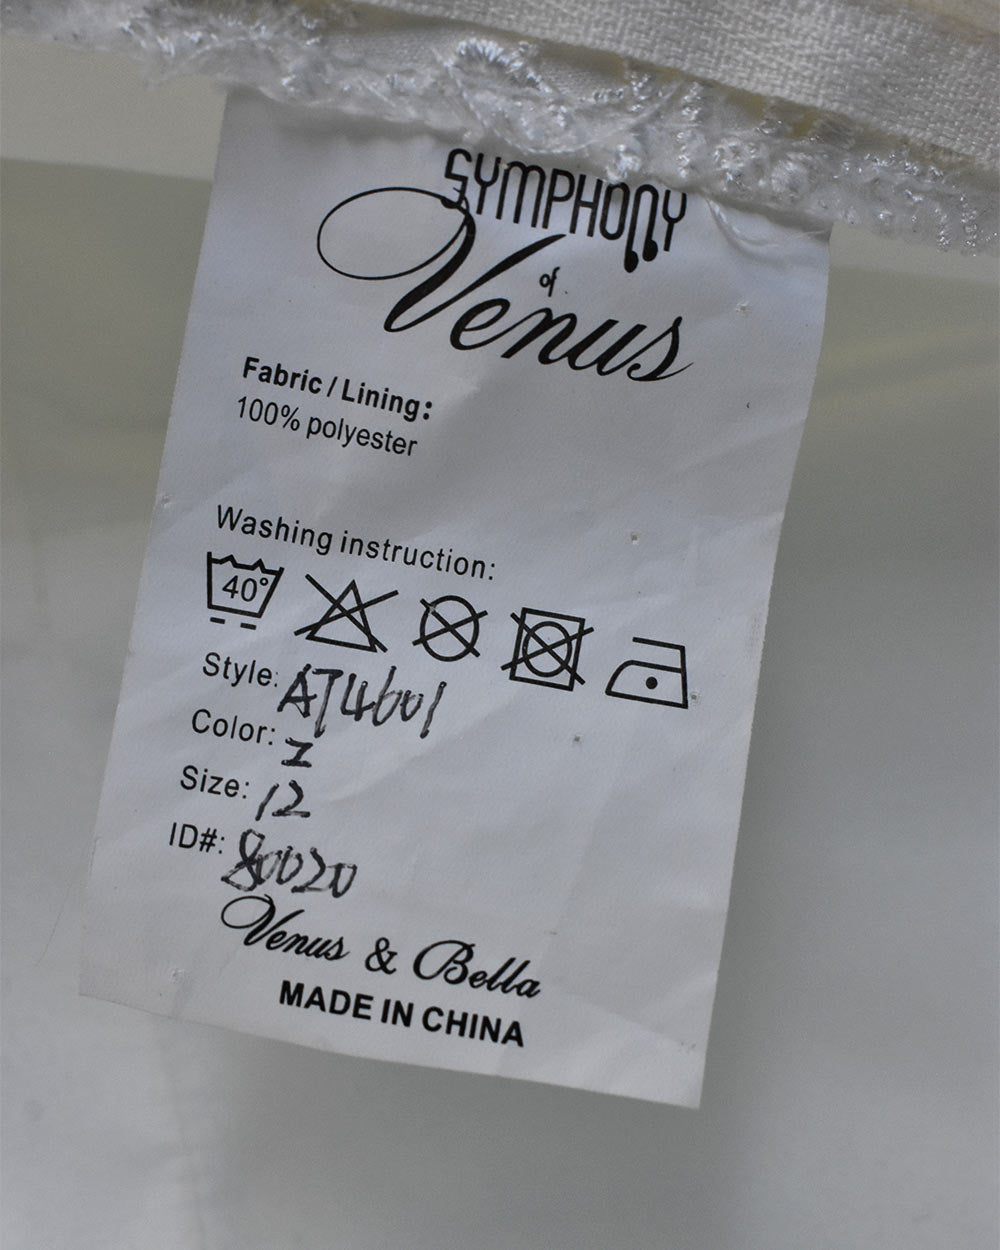 SYMPHONY
of
Venus
Fabric / Lining:
100% polyester
Washing instruction:
40°
Style: AT4601
Color: I
Size: 12
ID#: 80020
Venus & Bella
MADE IN CHINA